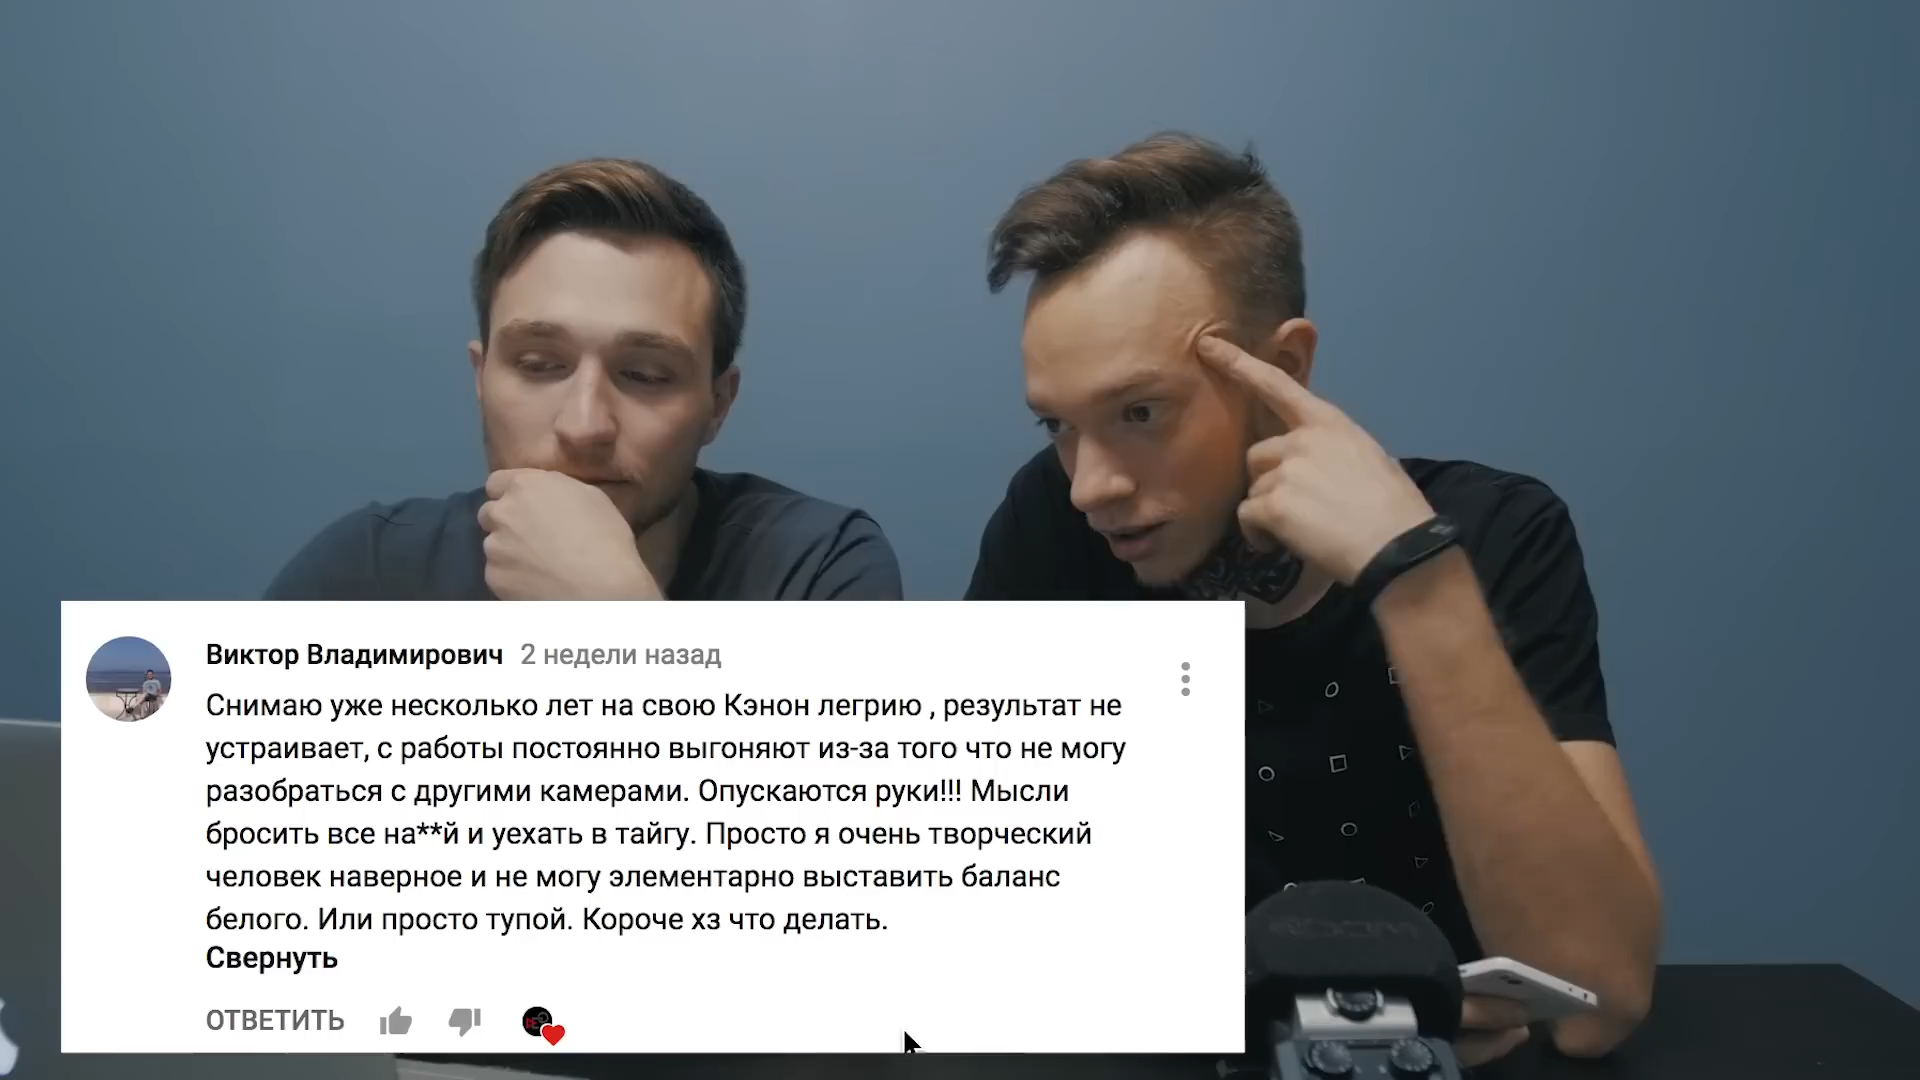 Виктор Владимирович 2 недели назад
Снимаю уже несколько лет на свою Кэнон легрию , результат не
устраивает, с работы постоянно выгоняют из-за того что не могу
разобраться с другими камерами. Опускаются руки!!! Мысли
бросить все на**й и уехать в тайгу. Просто я очень творческий
человек наверное и не могу элементарно выставить баланс
белого. Или просто тупой. Короче хз что делать.
Свернуть
ОТВЕТИТЬ
ZOOM